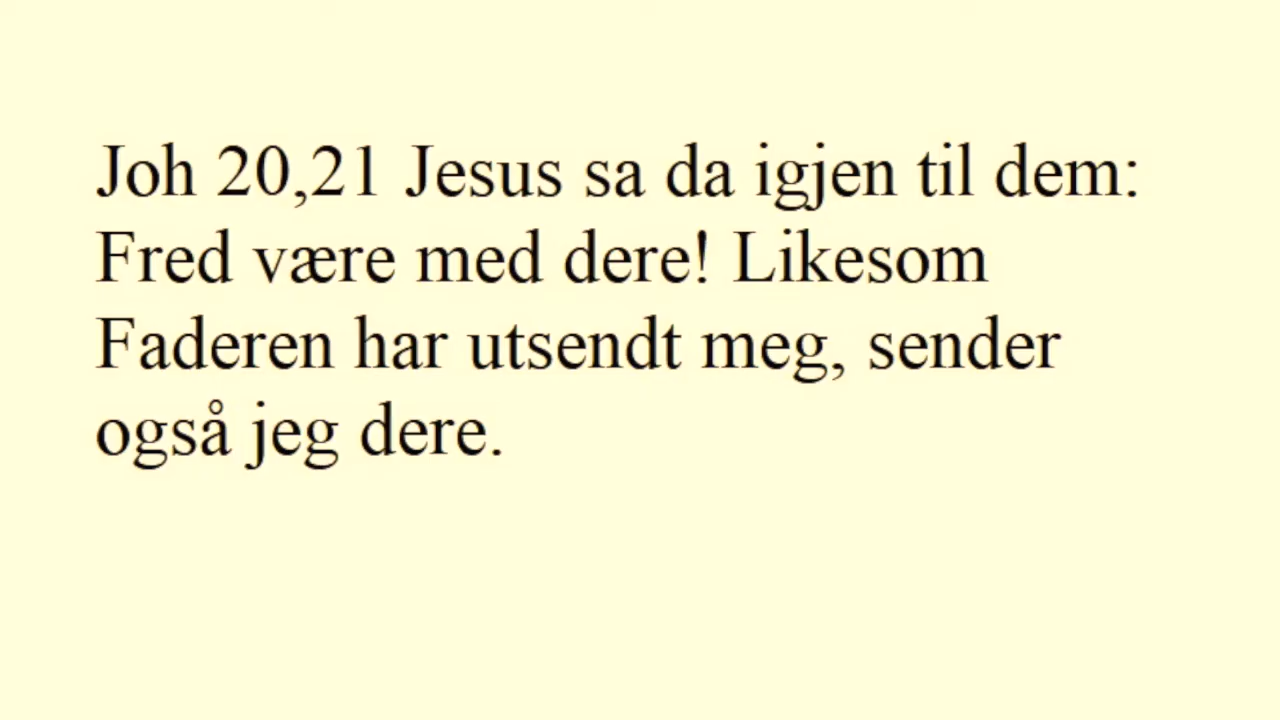 Joh 20,21 Jesus sa da igjen til dem:
Fred være med dere! Likesom
Faderen har utsendt meg, sender
også jeg dere.